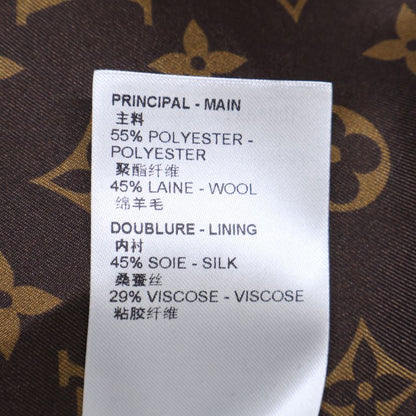 PRINCIPAL - MAIN
主料
55% POLYESTER -
POLYESTER
聚酯纤维
45% LAINE - WOOL
绵羊毛
DOUBLURE - LINING
内衬
45% SOIE - SILK
桑蚕丝
29% VISCOSE - VISCOSE
粘胶纤维